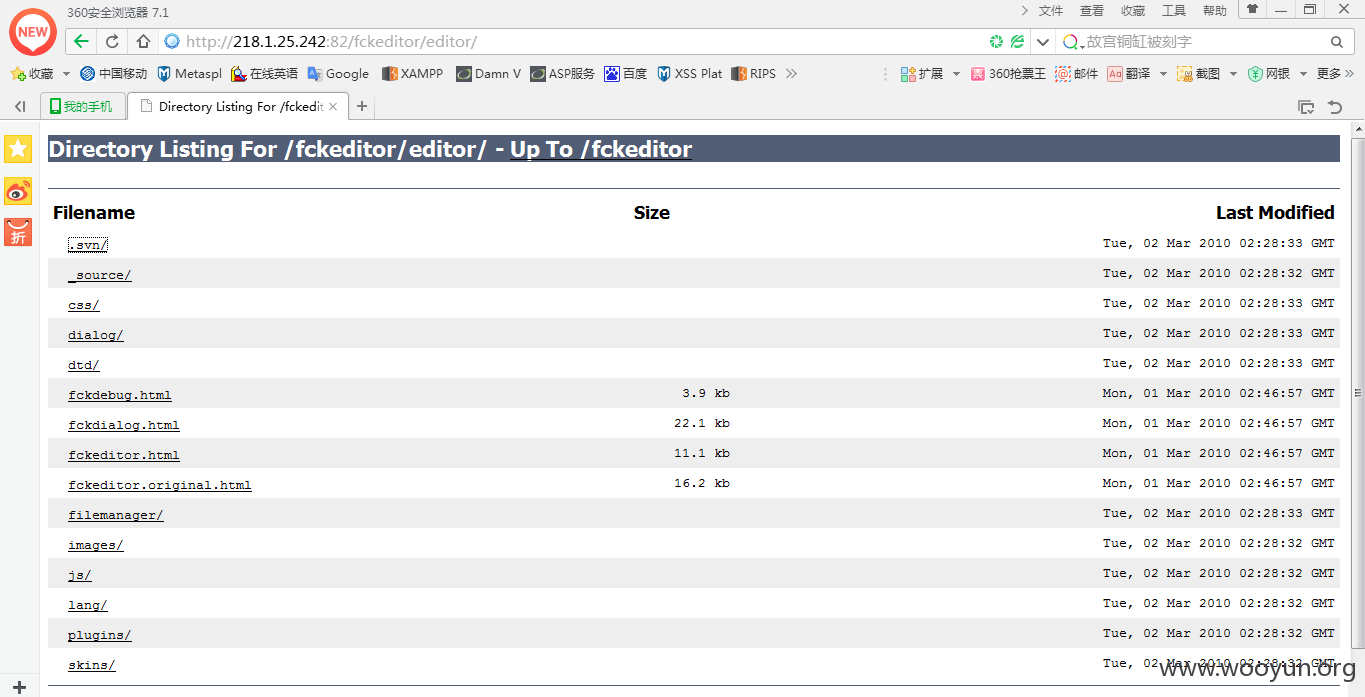 360安全浏览器 7.1
文件 查看 收藏 工具 帮助
NEW
http://218.1.25.242:82/fckeditor/editor/
故宫铜缸被刻字
收藏 中国移动 Metaspl 在线英语 Google XAMPP Damn V ASP服务 百度 XSS Plat RIPS 扩展 360抢票王 邮件 翻译 截图 网银 更多
我的手机 Directory Listing For /fckedit
Directory Listing For /fckeditor/editor/ - Up To /fckeditor
折
Filename Size Last Modified
.svn/ Tue, 02 Mar 2010 02:28:33 GMT
_source/ Tue, 02 Mar 2010 02:28:32 GMT
css/ Tue, 02 Mar 2010 02:28:33 GMT
dialog/ Tue, 02 Mar 2010 02:28:33 GMT
dtd/ Tue, 02 Mar 2010 02:28:33 GMT
fckdebug.html 3.9 kb Mon, 01 Mar 2010 02:46:57 GMT
fckdialog.html 22.1 kb Mon, 01 Mar 2010 02:46:57 GMT
fckeditor.html 11.1 kb Mon, 01 Mar 2010 02:46:57 GMT
fckeditor.original.html 16.2 kb Mon, 01 Mar 2010 02:46:57 GMT
filemanager/ Tue, 02 Mar 2010 02:28:33 GMT
images/ Tue, 02 Mar 2010 02:28:32 GMT
js/ Tue, 02 Mar 2010 02:28:32 GMT
lang/ Tue, 02 Mar 2010 02:28:32 GMT
plugins/ Tue, 02 Mar 2010 02:28:32 GMT
skins/ Tue, 02 Mar 2010 02:28:32 GMT
www.wooyun.org